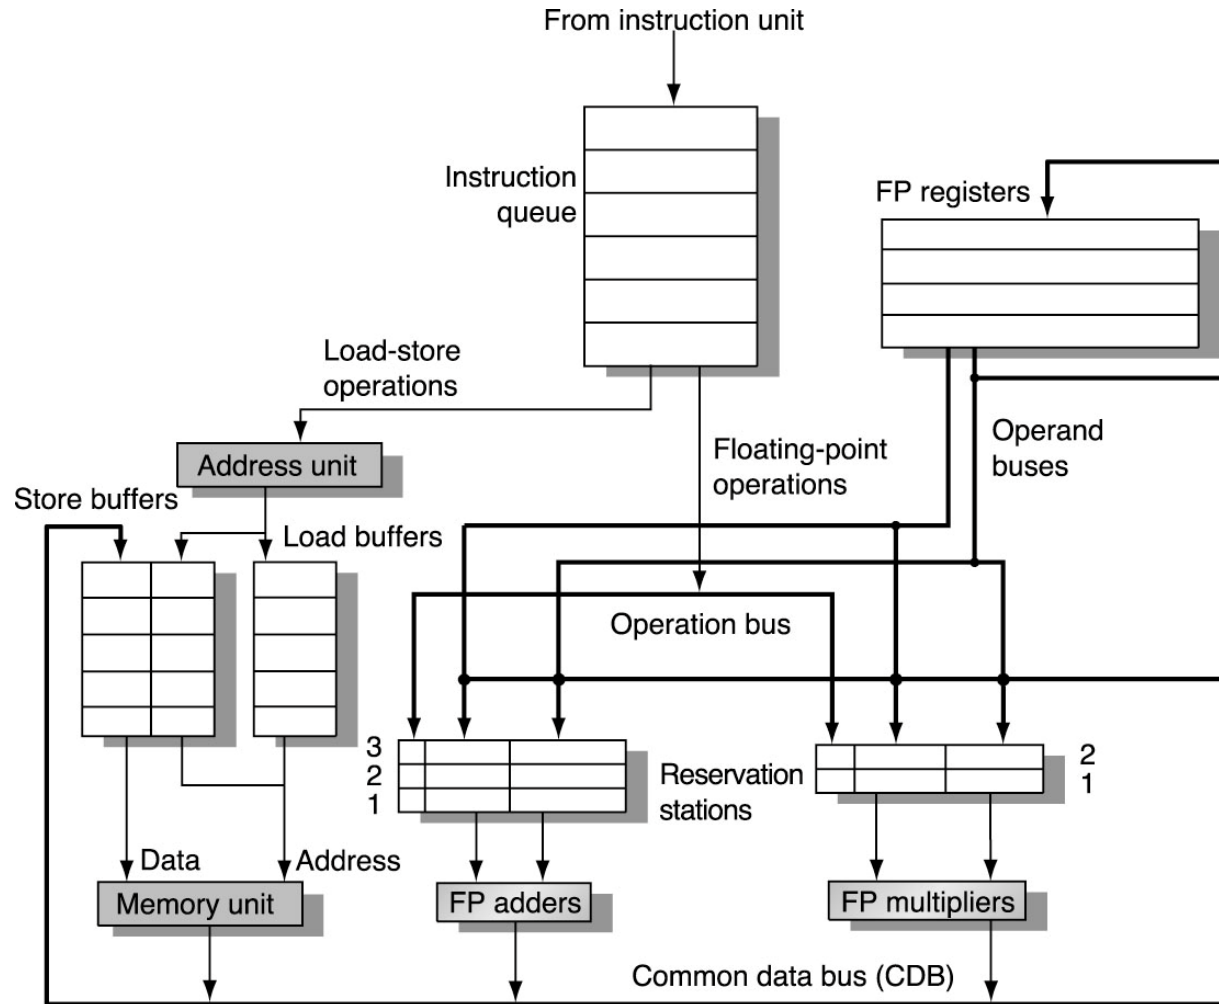 From instruction unit
Instruction
queue
FP registers
Load-store
operations
Operand
buses
Address unit
Floating-point
operations
Store buffers
Load buffers
Operation bus
3
2
1
Reservation
stations
2
1
Data
Address
Memory unit
FP adders
FP multipliers
Common data bus (CDB)